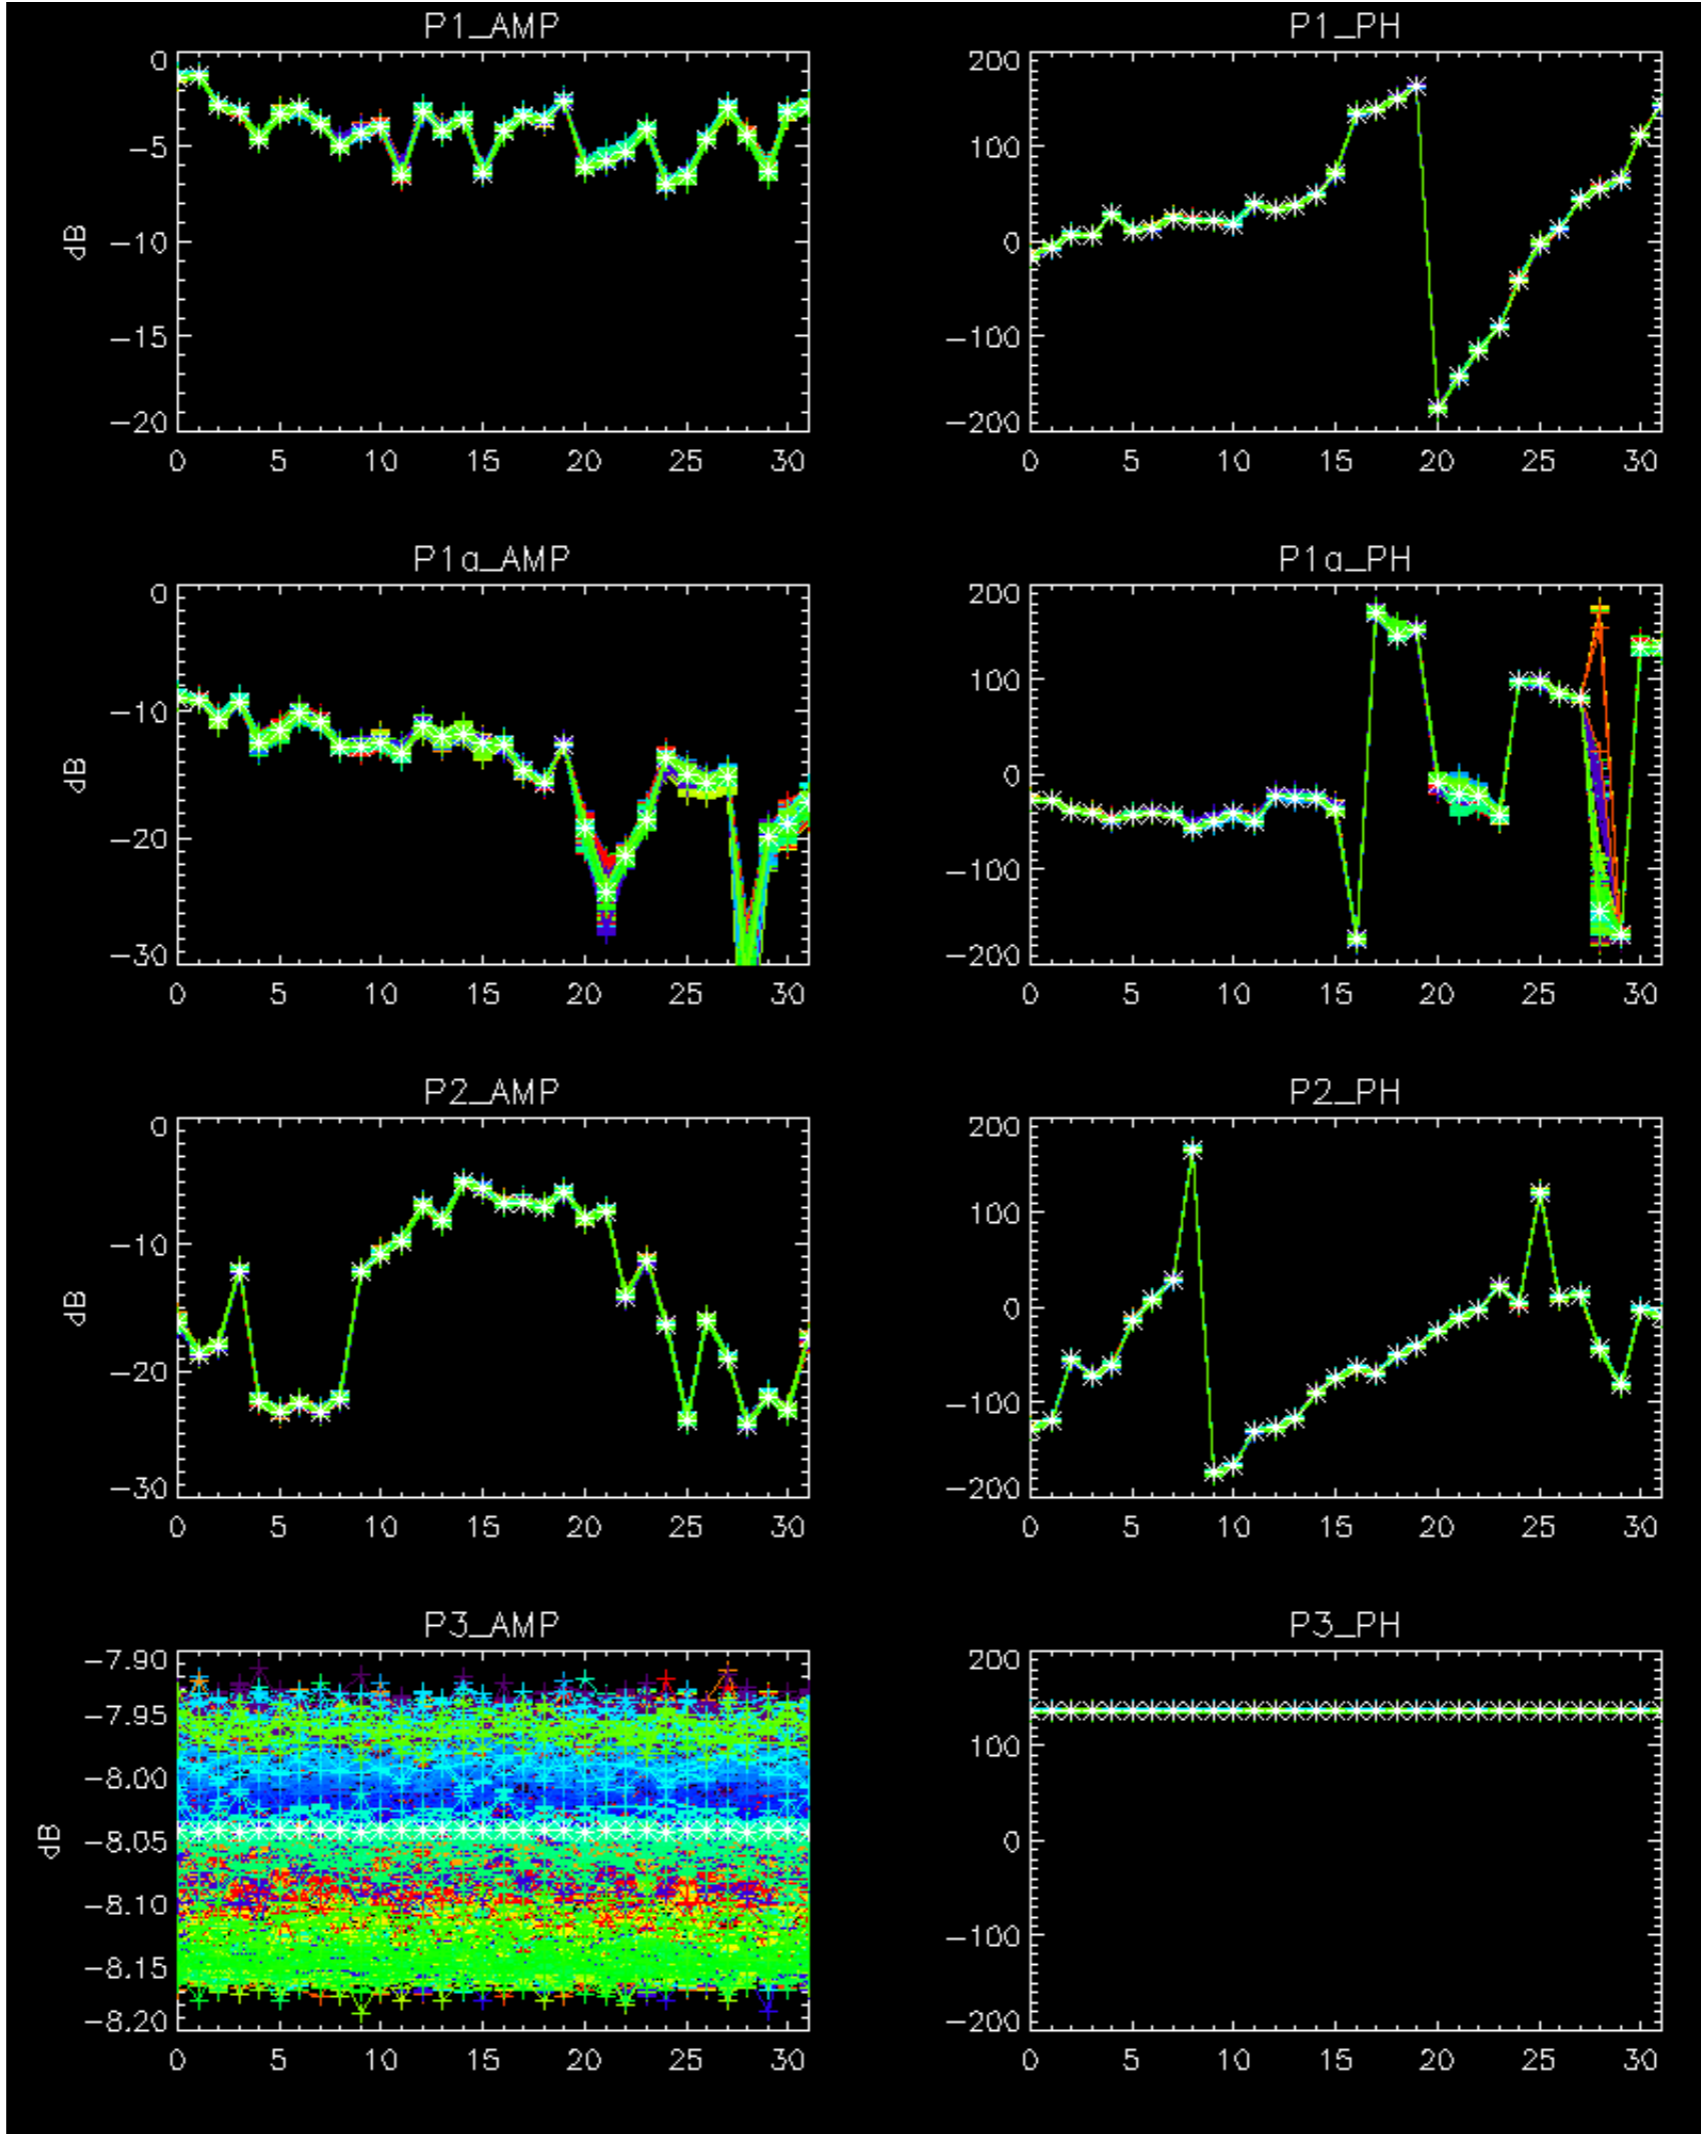 P1_AMP P1_PH
0 200
-5 100
dB -10 0
-15 -100
-20 -200
0 5 10 15 20 25 30 0 5 10 15 20 25 30
P1a_AMP P1a_PH
0 200
-10 100
dB 0
-20 -100
-30 -200
0 5 10 15 20 25 30 0 5 10 15 20 25 30
P2_AMP P2_PH
0 200
-10 100
dB 0
-20 -100
-30 -200
0 5 10 15 20 25 30 0 5 10 15 20 25 30
P3_AMP P3_PH
-7.90 200
-7.95
-8.00 100
dB -8.05 0
-8.10 -100
-8.15
-8.20 -200
0 5 10 15 20 25 30 0 5 10 15 20 25 30